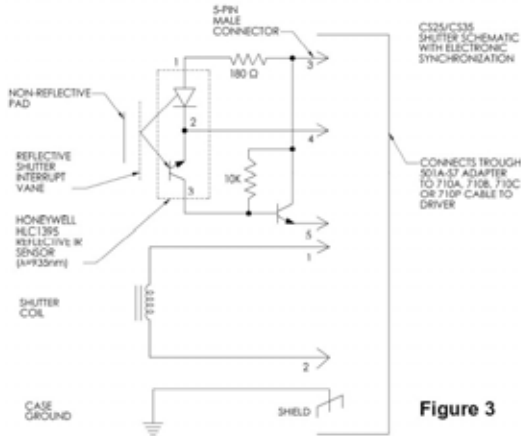 5-PIN
MALE
CONNECTOR
CS25/CS35
SHUTTER SCHEMATIC
WITH ELECTRONIC
SYNCHRONIZATION
1
180 Ω
3
NON-REFLECTIVE
PAD
2
4
REFLECTIVE
SHUTTER
INTERRUPT
VANE
10K
3
CONNECTS TROUGH
501A-S7 ADAPTER
TO 710A, 710B, 710C
OR 710P CABLE TO
DRIVER
HONEYWELL
HLC1395
REFLECTIVE IR
SENSOR
(λ=935nm)
5
1
SHUTTER
COIL
2
CASE
GROUND
SHIELD
Figure 3